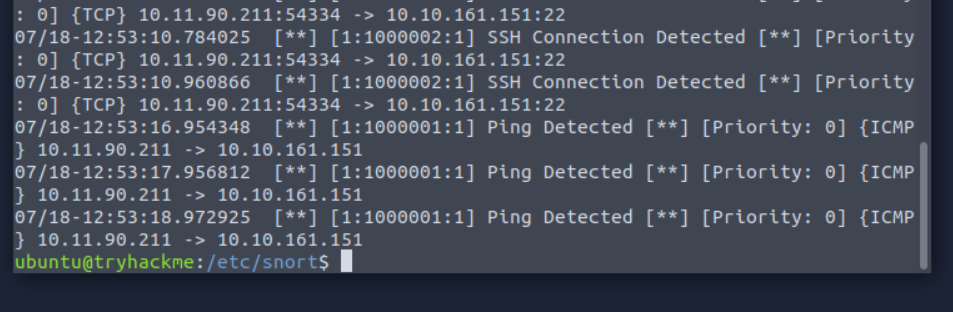 : 0] {TCP} 10.11.90.211:54334 -> 10.10.161.151:22
07/18-12:53:10.784025  [**] [1:1000002:1] SSH Connection Detected [**] [Priority
: 0] {TCP} 10.11.90.211:54334 -> 10.10.161.151:22
07/18-12:53:10.960866  [**] [1:1000002:1] SSH Connection Detected [**] [Priority
: 0] {TCP} 10.11.90.211:54334 -> 10.10.161.151:22
07/18-12:53:16.954348  [**] [1:1000001:1] Ping Detected [**] [Priority: 0] {ICMP
} 10.11.90.211 -> 10.10.161.151
07/18-12:53:17.956812  [**] [1:1000001:1] Ping Detected [**] [Priority: 0] {ICMP
} 10.11.90.211 -> 10.10.161.151
07/18-12:53:18.972925  [**] [1:1000001:1] Ping Detected [**] [Priority: 0] {ICMP
} 10.11.90.211 -> 10.10.161.151
ubuntu@tryhackme:/etc/snort$